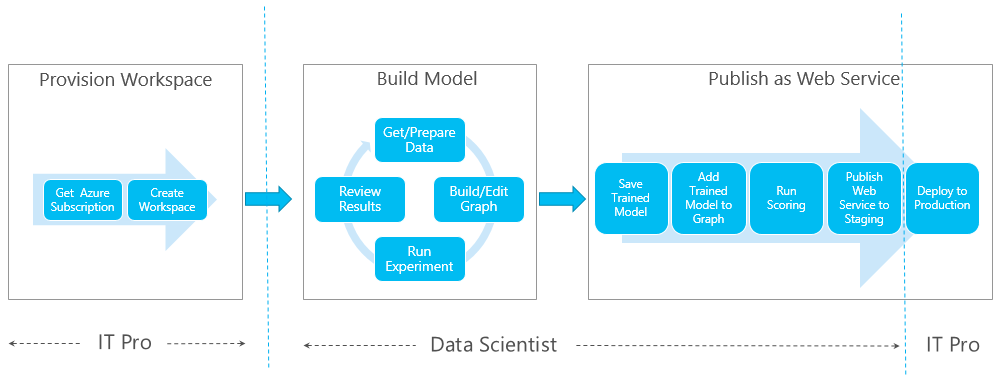 Provision Workspace
Get Azure
Subscription
Create
Workspace
Build Model
Get/Prepare
Data
Build/Edit
Graph
Run
Experiment
Review
Results
Publish as Web Service
Save
Trained
Model
Add
Trained
Model to
Graph
Run
Scoring
Publish
Web
Service to
Staging
Deploy to
Production
IT Pro
Data Scientist
IT Pro